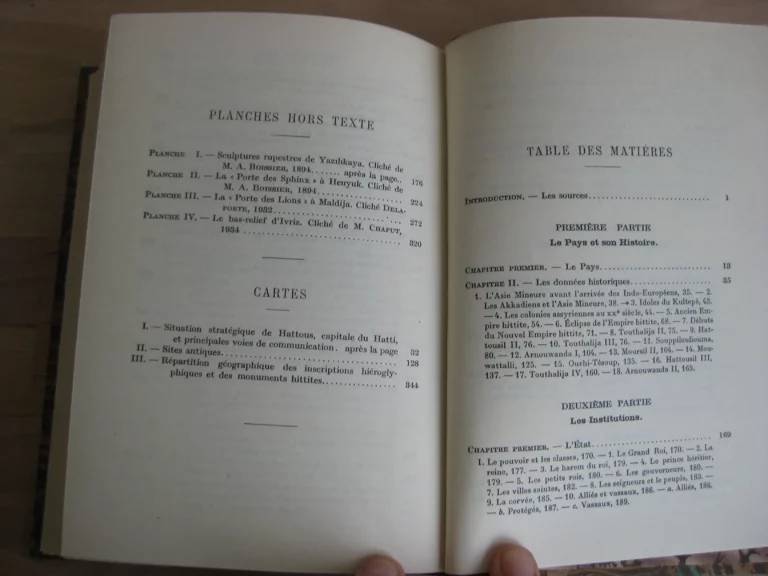 PLANCHES HORS TEXTE
PLANCHE I. — Sculptures rupestres de Yazilikaya. Cliché de
M. A. BOISSIER, 1894....... après la page.. 176
PLANCHE II. — La « Porte des Sphinx » à Heuyuk. Cliché de
M. A. BOISSIER, 1894.......................... 224
PLANCHE III. — La « Porte des Lions » à Maldija. Cliché DELA-
PORTE, 1932................................ 272
PLANCHE IV. — Le bas-relief d'Ivriz. Cliché de M. CHAPUT,
1934........................................ 320
CARTES
I. — Situation stratégique de Hattous, capitale du Hatti,
et principales voies de communication. après la page 32
II. — Sites antiques........................................ 128
III. — Répartition géographique des inscriptions hiérogly-
phiques et des monuments hittites.................. 344
TABLE DES MATIÈRES
INTRODUCTION. — Les sources.............................. 1
PREMIÈRE PARTIE
Le Pays et son Histoire.
CHAPITRE PREMIER. — Le Pays.............................. 13
CHAPITRE II. — Les données historiques...................... 35
1. L'Asie Mineure avant l'arrivée des Indo-Européens, 35. — 2.
Les Akkadiens et l'Asie Mineure, 38. — 3. Idoles du Kultépé, 43.
— 4. Les colonies assyriennes au XXe siècle, 44. — 5. Ancien Em-
pire hittite, 54. — 6. Éclipse de l'Empire hittite, 68. — 7. Débuts
du Nouvel Empire hittite, 71. — 8. Touthalija II, 75. — 9. Hat-
tousil II, 76. — 10. Touthalija III, 76. — 11. Souppilouliouma,
80. — 12. Arnouwanda I, 104. — 13. Moursil II, 104. — 14. Mou-
wattalli, 125. — 15. Ourhi-Tésoup, 135. — 16. Hattousil III,
137. — 17. Touthalija IV, 160. — 18. Arnouwanda II, 165.
DEUXIÈME PARTIE
Les Institutions.
CHAPITRE PREMIER. — L'État.............................. 169
1. Le pouvoir et les classes, 170. — 1. Le Grand Roi, 170. — 2. La
reine, 177. — 3. Le harem du roi, 179. — 4. Le prince héritier,
179. — 5. Les petits rois, 180. — 6. Les gouverneurs, 180. —
7. Les villes saintes, 182. — 8. Les seigneurs et le peuple, 183. —
9. La corvée, 185. — 10. Alliés et vassaux, 186. — a. Alliés, 186.
— b. Protégés, 187. — c. Vassaux, 189.